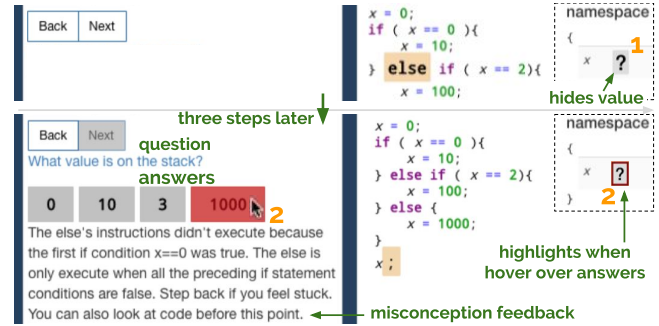 Back Next
x = 0;
if ( x == 0 ){
x = 10;
} else if ( x == 2){
x = 100;
namespace
{
x ?
1
hides value
three steps later
Back Next
question
What value is on the stack?
answers
0 10 3 1000
2
The else's instructions didn't execute because
the first if condition x==0 was true. The else is
only execute when all the preceding if statement
conditions are false. Step back if you feel stuck.
You can also look at code before this point.
misconception feedback
x = 0;
if ( x == 0 ){
x = 10;
} else if ( x == 2){
x = 100;
} else {
x = 1000;
}
x ;
namespace
{
x ?
}
2
highlights when
hover over answers